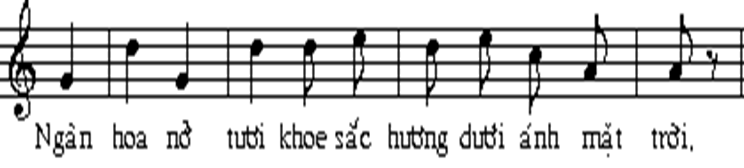 Ngàn hoa nở tươi khoe sắc hương dưới ánh mặt trời,